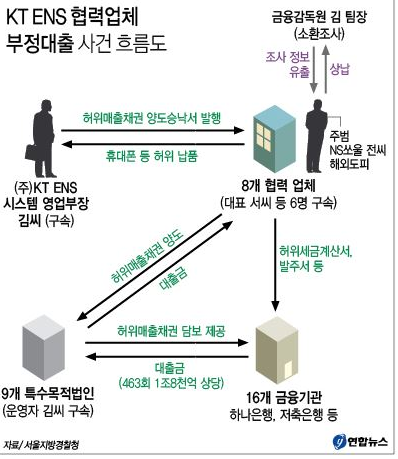 KT ENS 협력업체
부정대출 사건 흐름도
금융감독원 김 팀장
(소환조사)
조사 정보
유출
상납
허위매출채권 양도승낙서 발행
휴대폰 등 허위 납품
주범
NS쏘울 전씨
해외도피
(주)KT ENS
시스템 영업부장
김씨 (구속)
8개 협력 업체
(대표 서씨 등 6명 구속)
허위매출채권 양도
대출금
허위세금계산서,
발주서 등
허위매출채권 담보 제공
대출금
(463회 1조8천억 상당)
9개 특수목적법인
(운영자 김씨 구속)
16개 금융기관
하나은행, 저축은행 등
자료/ 서울지방경찰청
연합뉴스